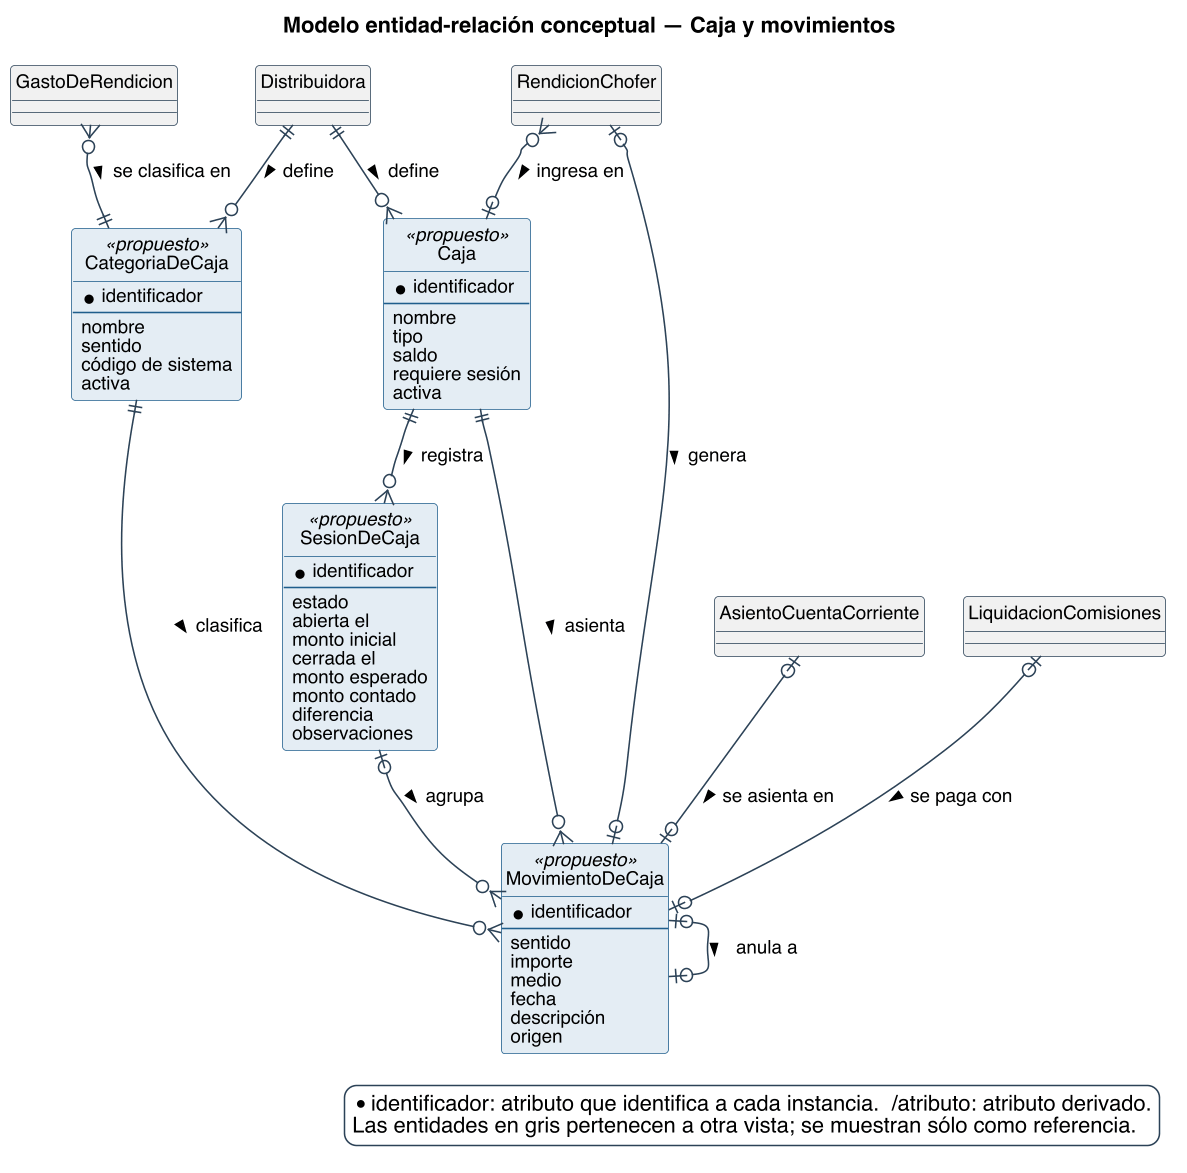 Modelo entidad-relación conceptual — Caja y movimientos
GastoDeRendicion
Distribuidora
RendicionChofer
se clasifica en
define
define
ingresa en
«propuesto»
CategoriaDeCaja
● identificador
nombre
sentido
código de sistema
activa
«propuesto»
Caja
● identificador
nombre
tipo
saldo
requiere sesión
activa
registra
genera
«propuesto»
SesionDeCaja
● identificador
estado
abierta el
monto inicial
cerrada el
monto esperado
monto contado
diferencia
observaciones
clasifica
asienta
AsientoCuentaCorriente
LiquidacionComisiones
agrupa
se asienta en
se paga con
«propuesto»
MovimientoDeCaja
● identificador
sentido
importe
medio
fecha
descripción
origen
anula a
● identificador: atributo que identifica a cada instancia.  /atributo: atributo derivado.
Las entidades en gris pertenecen a otra vista; se muestran sólo como referencia.